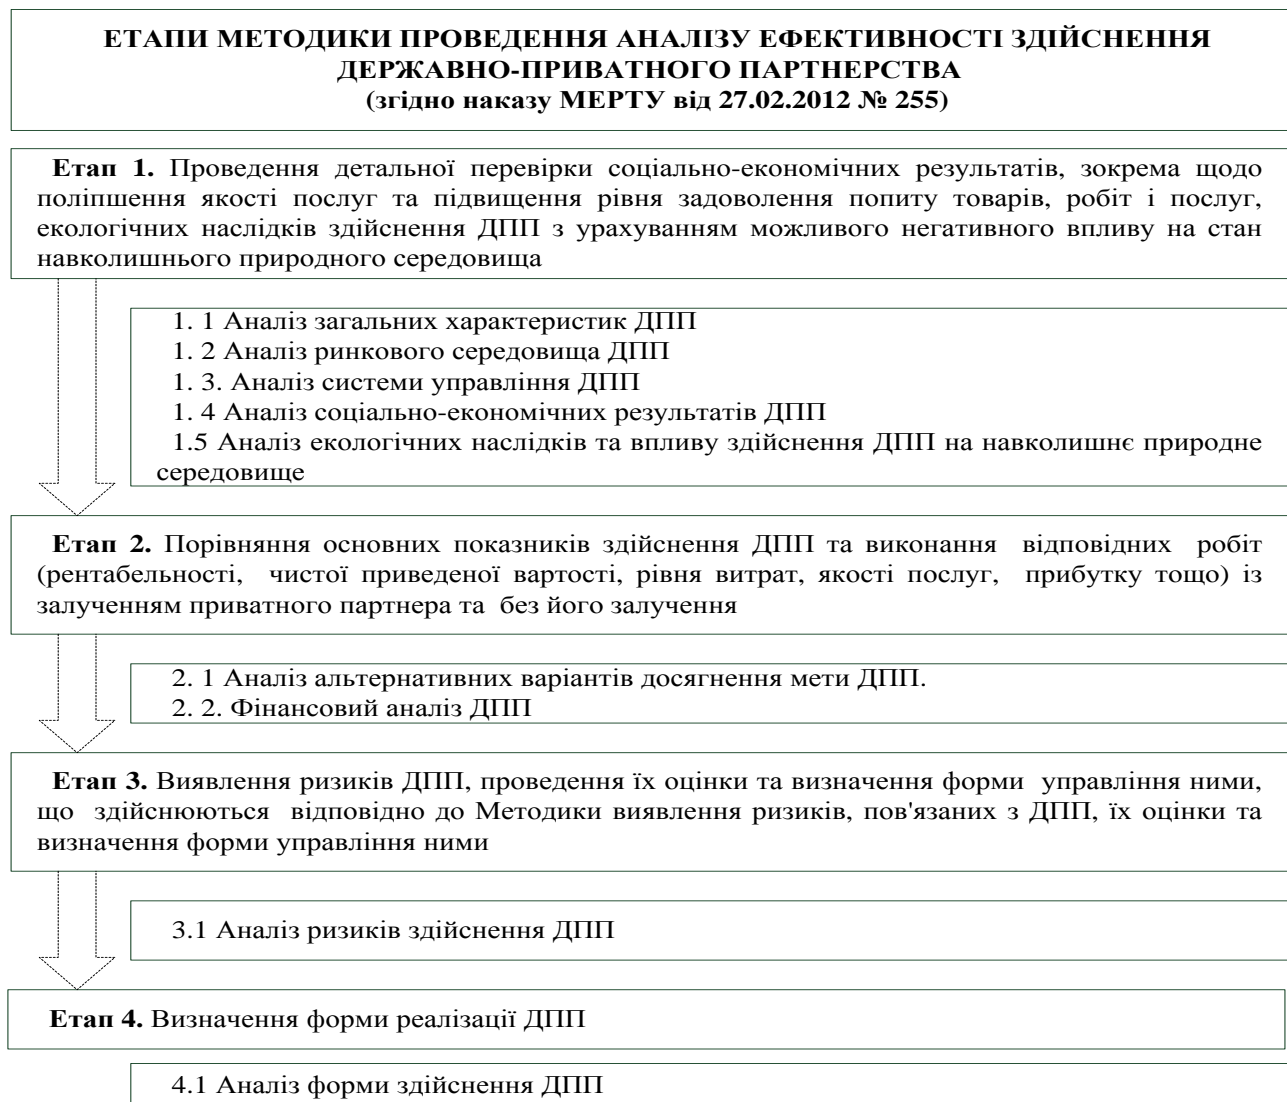 ЕТАПИ МЕТОДИКИ ПРОВЕДЕННЯ АНАЛІЗУ ЕФЕКТИВНОСТІ ЗДІЙСНЕННЯ
ДЕРЖАВНО-ПРИВАТНОГО ПАРТНЕРСТВА
(згідно наказу МЕРТУ від 27.02.2012 № 255)
Етап 1. Проведення детальної перевірки соціально-економічних результатів, зокрема щодо
поліпшення якості послуг та підвищення рівня задоволення попиту товарів, робіт і послуг,
екологічних наслідків здійснення ДПП з урахуванням можливого негативного впливу на стан
навколишнього природного середовища
1. 1 Аналіз загальних характеристик ДПП
1. 2 Аналіз ринкового середовища ДПП
1. 3. Аналіз системи управління ДПП
1. 4 Аналіз соціально-економічних результатів ДПП
1.5 Аналіз екологічних наслідків та впливу здійснення ДПП на навколишнє природне
середовище
Етап 2. Порівняння основних показників здійснення ДПП та виконання відповідних робіт
(рентабельності, чистої приведеної вартості, рівня витрат, якості послуг, прибутку тощо) із
залученням приватного партнера та без його залучення
2. 1 Аналіз альтернативних варіантів досягнення мети ДПП.
2. 2. Фінансовий аналіз ДПП
Етап 3. Виявлення ризиків ДПП, проведення їх оцінки та визначення форми управління ними,
що здійснюються відповідно до Методики виявлення ризиків, пов'язаних з ДПП, їх оцінки та
визначення форми управління ними
3.1 Аналіз ризиків здійснення ДПП
Етап 4. Визначення форми реалізації ДПП
4.1 Аналіз форми здійснення ДПП